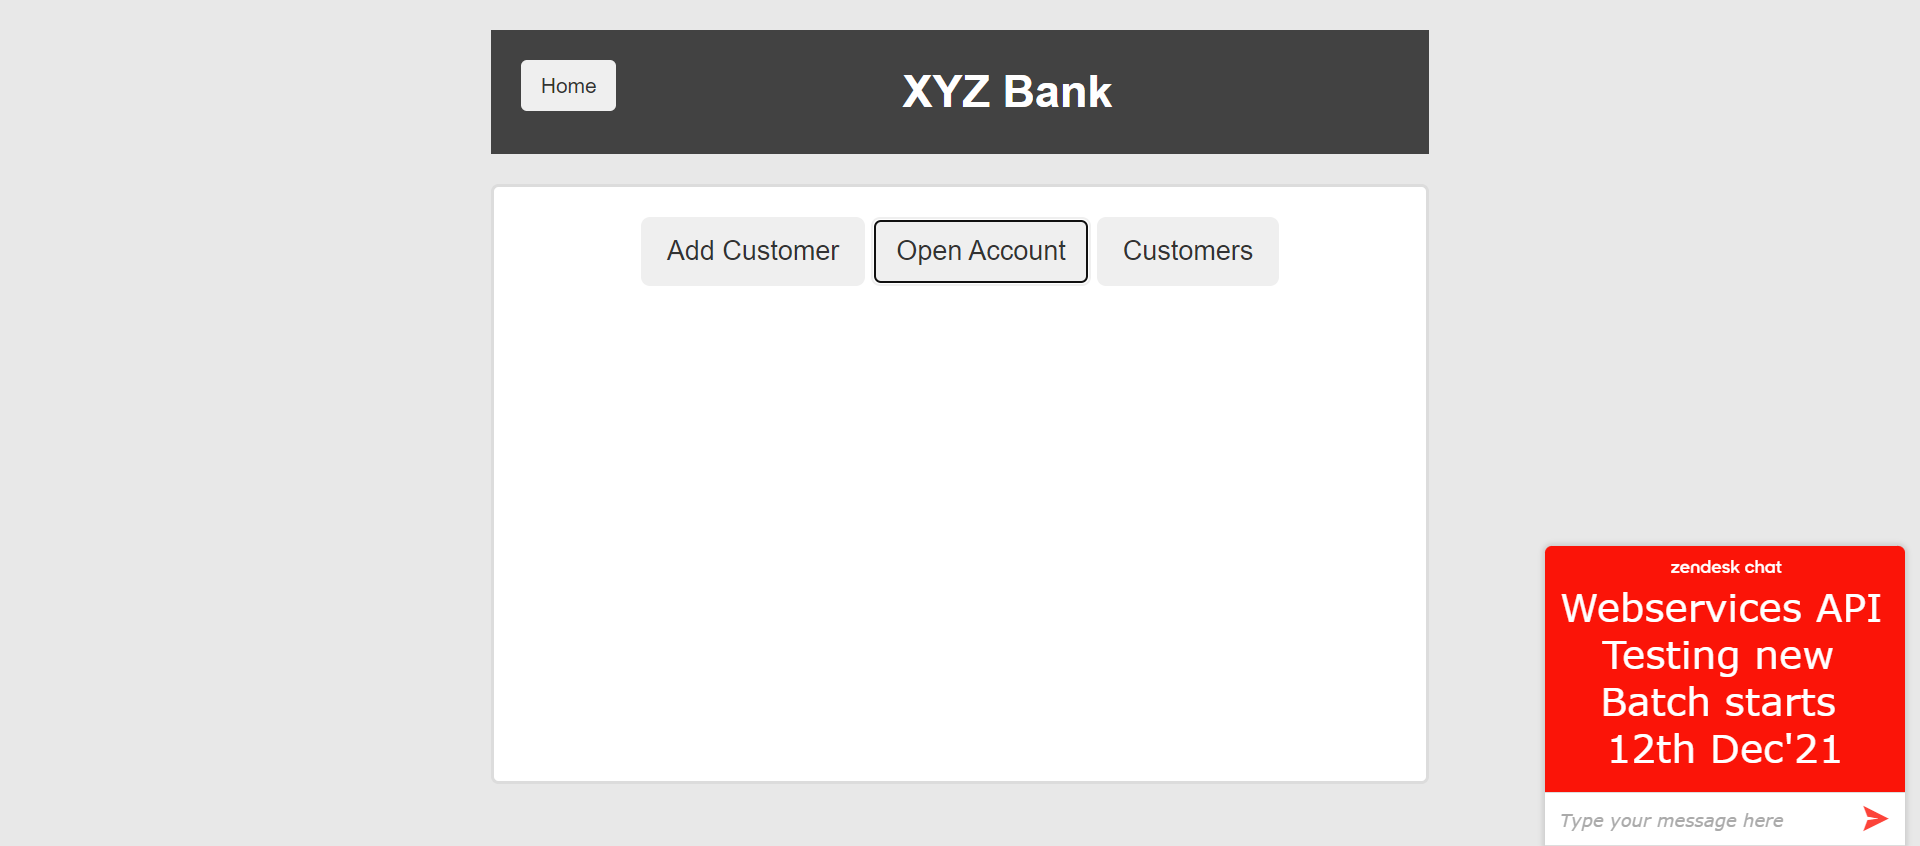 Home
XYZ Bank
Add Customer
Open Account
Customers
zendesk chat
Webservices API
Testing new
Batch starts
12th Dec'21
Type your message here